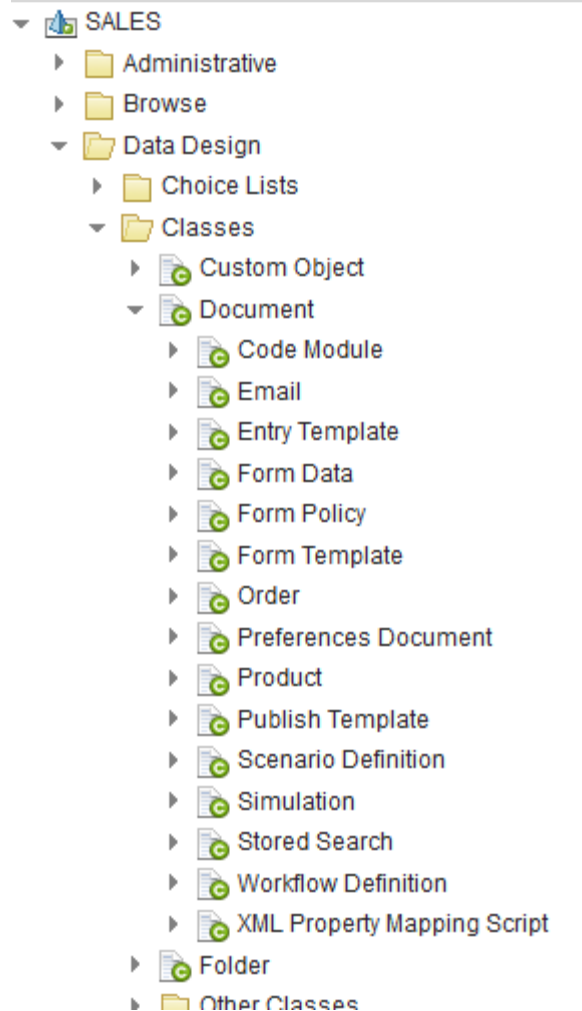 SALES
Administrative
Browse
Data Design
Choice Lists
Classes
Custom Object
Document
Code Module
Email
Entry Template
Form Data
Form Policy
Form Template
Order
Preferences Document
Product
Publish Template
Scenario Definition
Simulation
Stored Search
Workflow Definition
XML Property Mapping Script
Folder
Other Classes